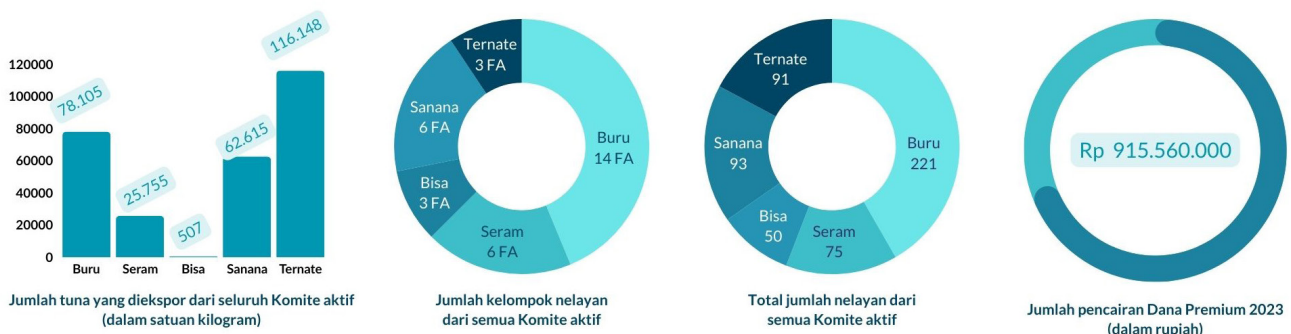 120000
100000
80000
60000
40000
20000
0
78.105
25.755
507
62.615
116.148
Buru
Seram
Bisa
Sanana
Ternate
Jumlah tuna yang diekspor dari seluruh Komite aktif
(dalam satuan kilogram)
Ternate
3 FA
Sanana
6 FA
Bisa
3 FA
Seram
6 FA
Buru
14 FA
Jumlah kelompok nelayan
dari semua Komite aktif
Ternate
91
Sanana
93
Bisa
50
Seram
75
Buru
221
Total jumlah nelayan dari
semua Komite aktif
Rp 915.560.000
Jumlah pencairan Dana Premium 2023
(dalam rupiah)